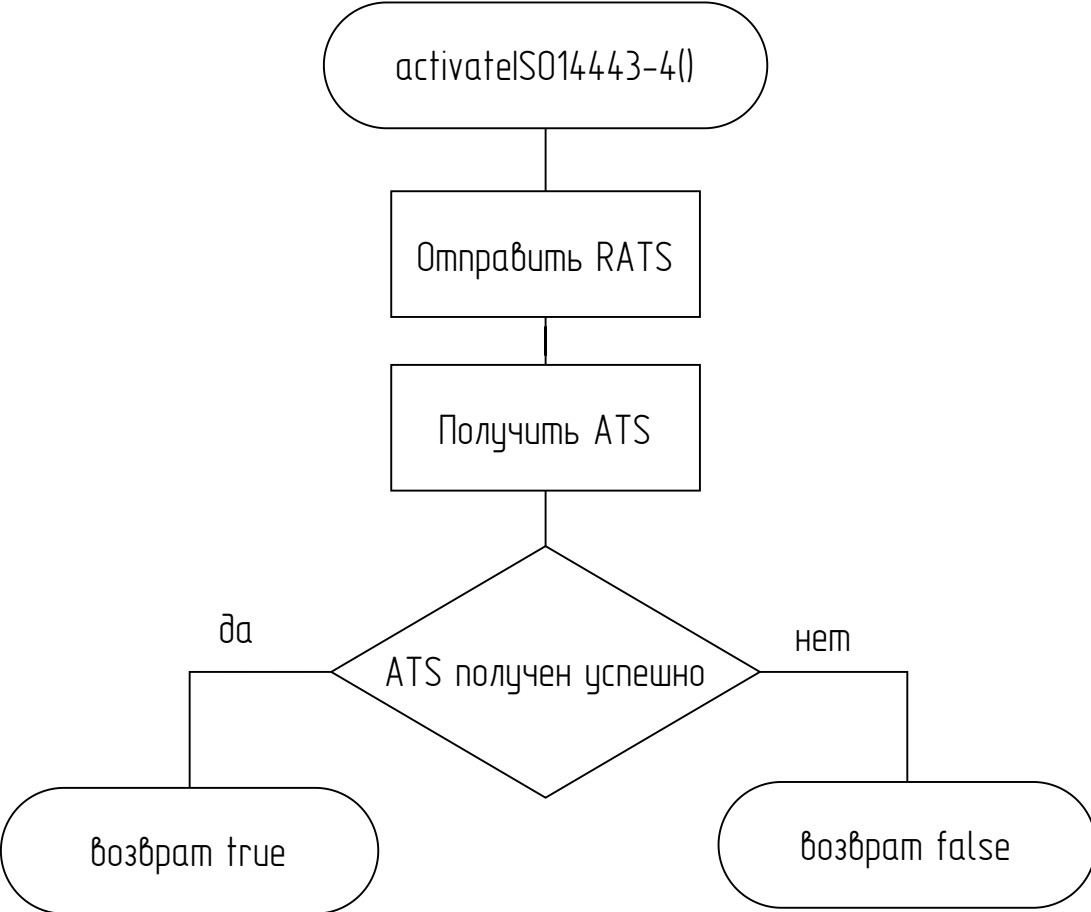 activateISO14443-4()
Отправить RATS
Получить ATS
да
нет
ATS получен успешно
возврат true
возврат false